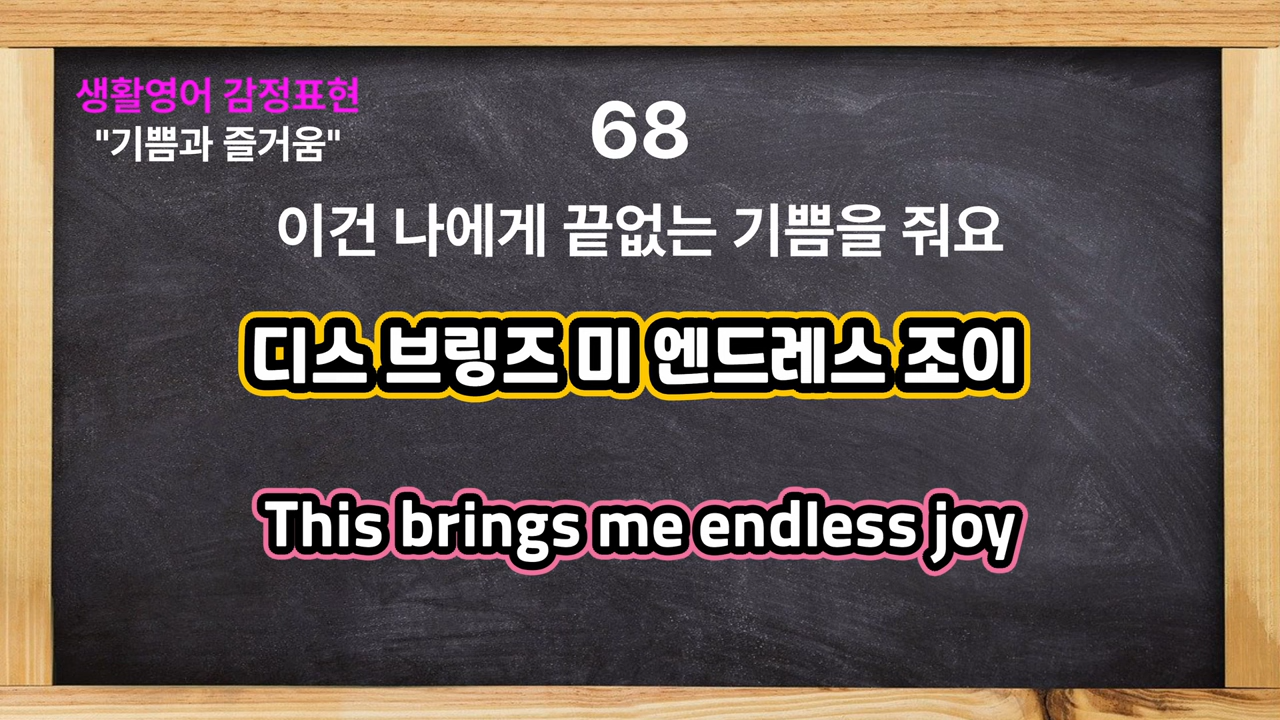 생활영어 감정표현
"기쁨과 즐거움"
68
이건 나에게 끝없는 기쁨을 줘요
디스 브링즈 미 엔드레스 조이
This brings me endless joy